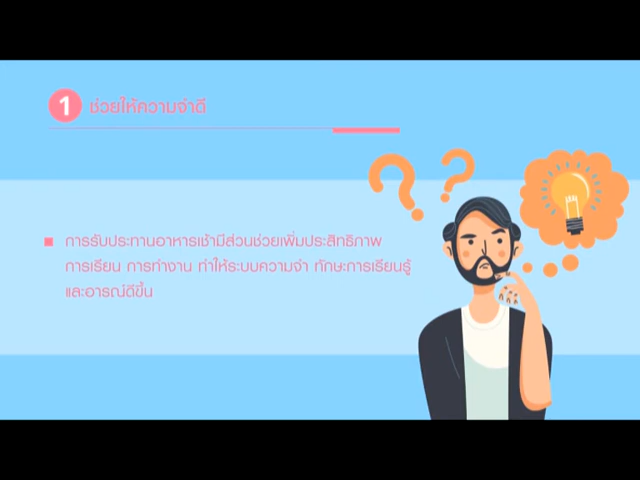 1 ช่วยให้ความจำดี
การรับประทานอาหารเช้ามีส่วนช่วยเพิ่มประสิทธิภาพ
การเรียน การทำงาน ทำให้ระบบความจำ ทักษะการเรียนรู้
และอารณ์ดีขึ้น